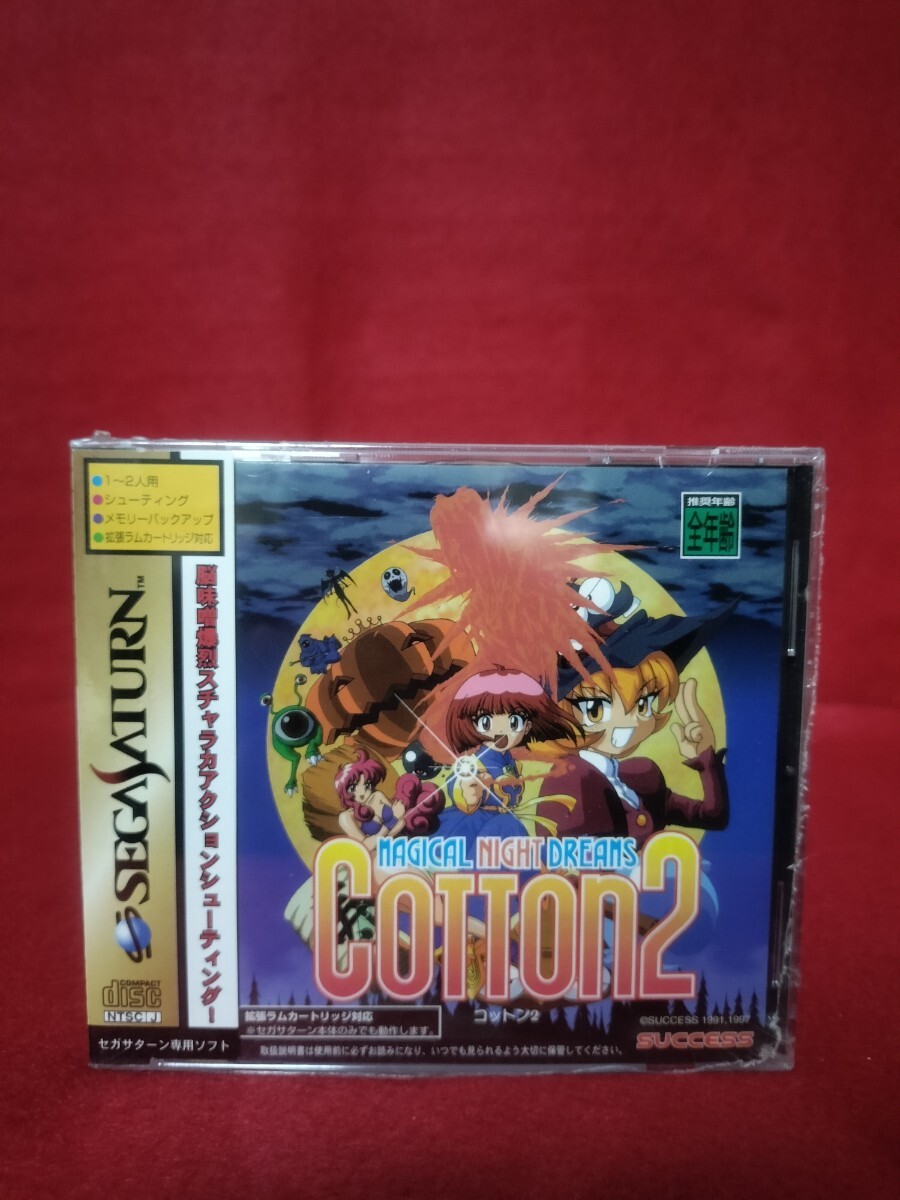 1～2人用
シューティング
メモリーバックアップ
拡張ラムカートリッジ対応
SEGA SATURN™
COMPACT
disc
NTSC J
セガサターン専用ソフト
脳味噌爆烈スチャラカアクションシューティング!
推奨年齢
全年齢
MAGICAL NIGHT DREAMS
COTTON2
コットン2
拡張ラムカートリッジ対応
※セガサターン本体のみでも動作します。
©SUCCESS 1991,1997
SUCCESS
取扱説明書は使用前に必ずお読みになり、いつでも見られるよう大切に保管してください。